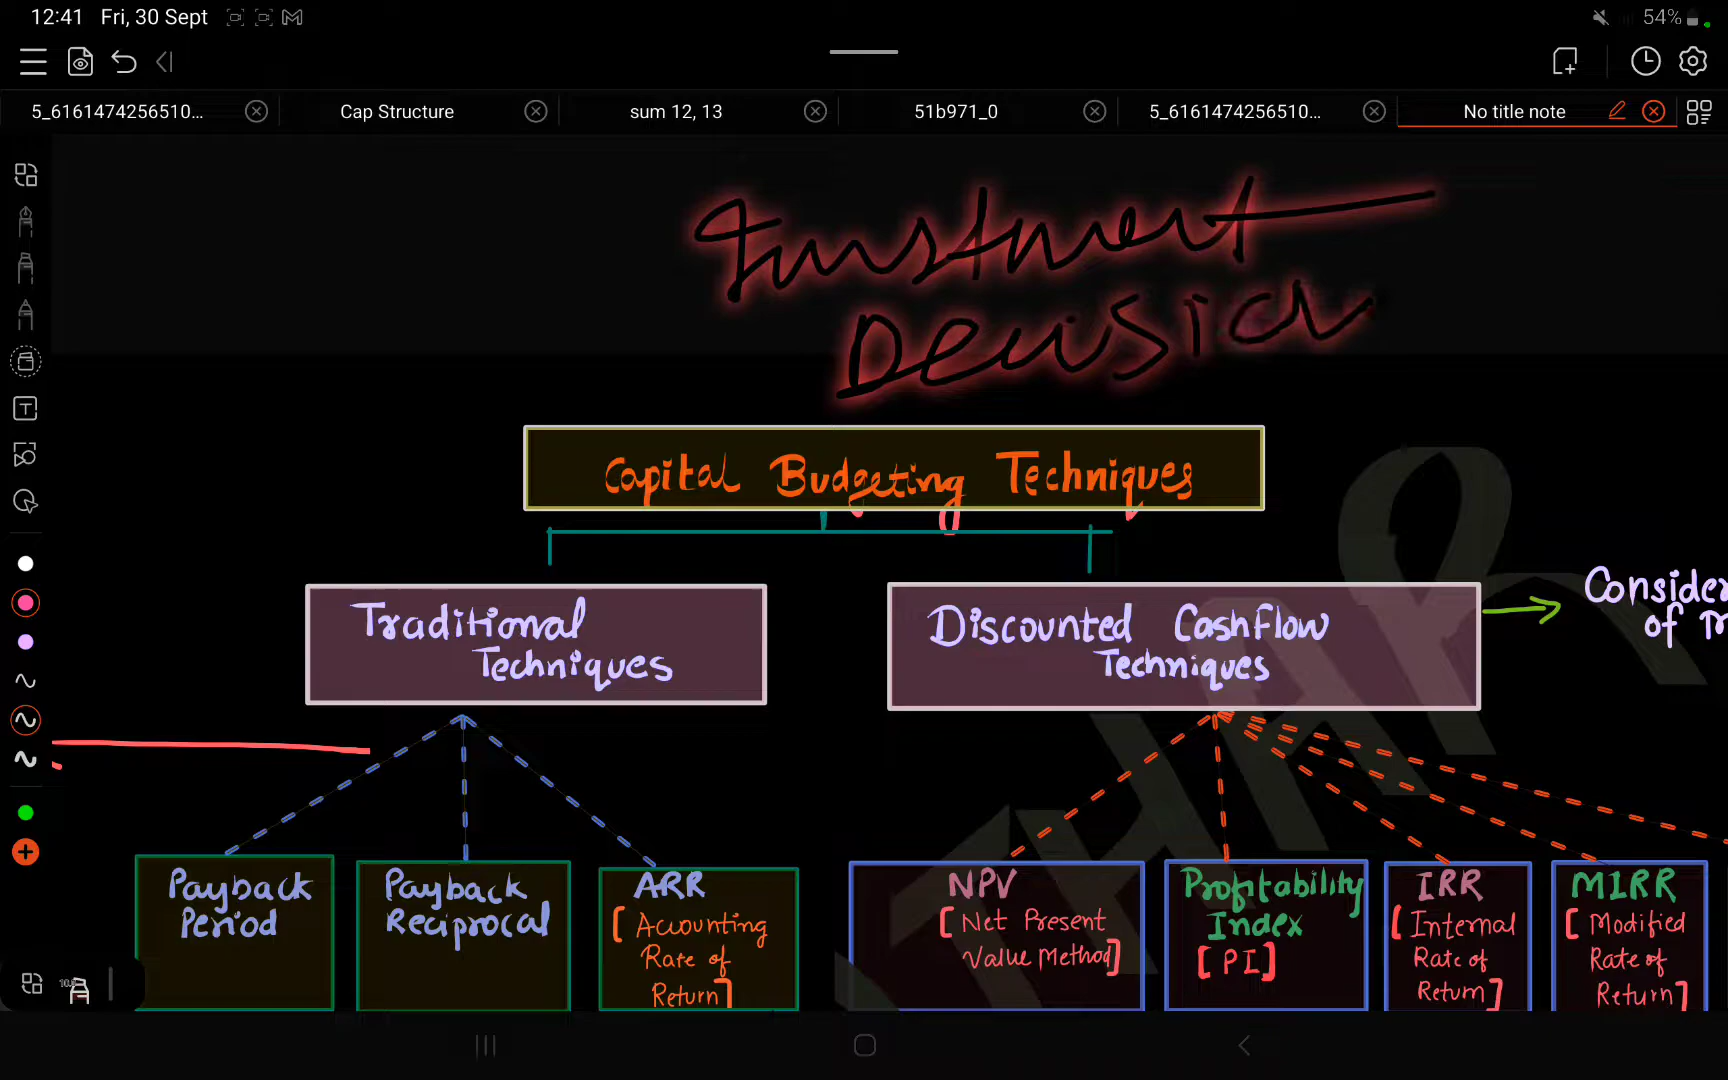 12:41 Fri, 30 Sept
54%
5_6161474256510...
Cap Structure
sum 12, 13
51b971_0
5_6161474256510...
No title note
Investment
Decision
Capital Budgeting Techniques
Traditional
Techniques
Discounted Cashflow
Techniques
Consider
of
Payback
Period
Payback
Reciprocal
ARR
[Accounting
Rate of
Return]
NPV
[Net Present
Value Method]
Profitability
Index
[PI]
IRR
[Internal
Rate of
Return]
MIRR
[Modified
Rate of
Return]